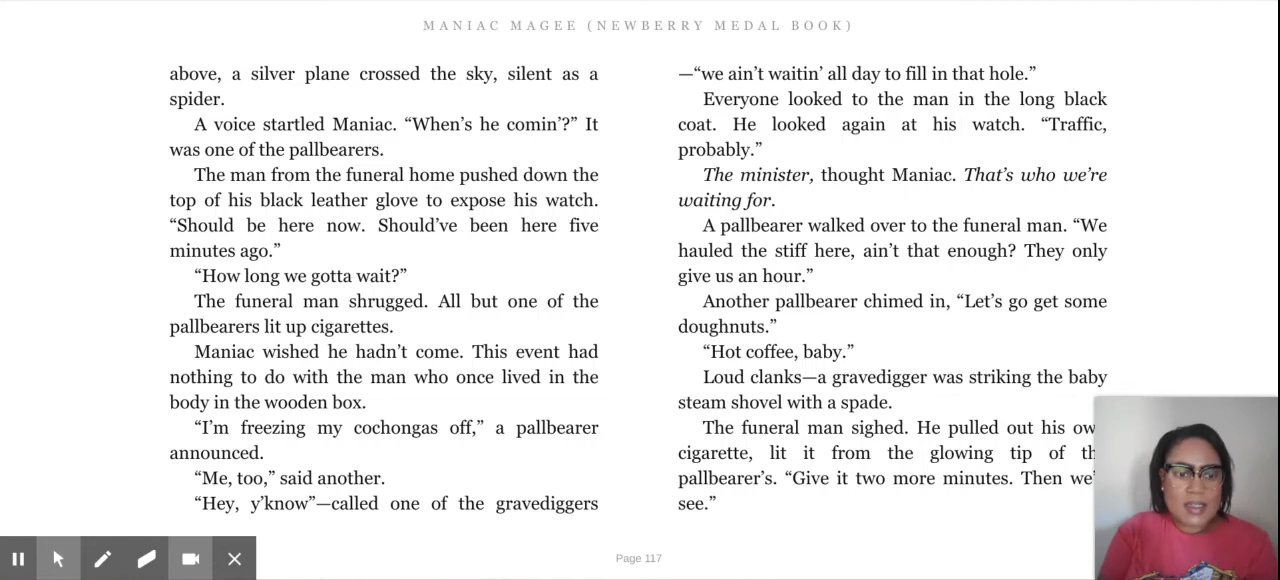 MANIAC MAGEE (NEWBERRY MEDAL BOOK)
above, a silver plane crossed the sky, silent as a
spider.
A voice startled Maniac. “When’s he comin’?” It
was one of the pallbearers.
The man from the funeral home pushed down the
top of his black leather glove to expose his watch.
“Should be here now. Should’ve been here five
minutes ago.”
“How long we gotta wait?”
The funeral man shrugged. All but one of the
pallbearers lit up cigarettes.
Maniac wished he hadn’t come. This event had
nothing to do with the man who once lived in the
body in the wooden box.
“I’m freezing my cochongas off,” a pallbearer
announced.
“Me, too,” said another.
“Hey, y’know”—called one of the gravediggers
—“we ain’t waitin’ all day to fill in that hole.”
Everyone looked to the man in the long black
coat. He looked again at his watch. “Traffic,
probably.”
The minister, thought Maniac. That’s who we’re
waiting for.
A pallbearer walked over to the funeral man. “We
hauled the stiff here, ain’t that enough? They only
give us an hour.”
Another pallbearer chimed in, “Let’s go get some
doughnuts.”
“Hot coffee, baby.”
Loud clanks—a gravedigger was striking the baby
steam shovel with a spade.
The funeral man sighed. He pulled out his
cigarette, lit it from the glowing tip of
pallbearer’s. “Give it two more minutes. Then
see.”
Page 117